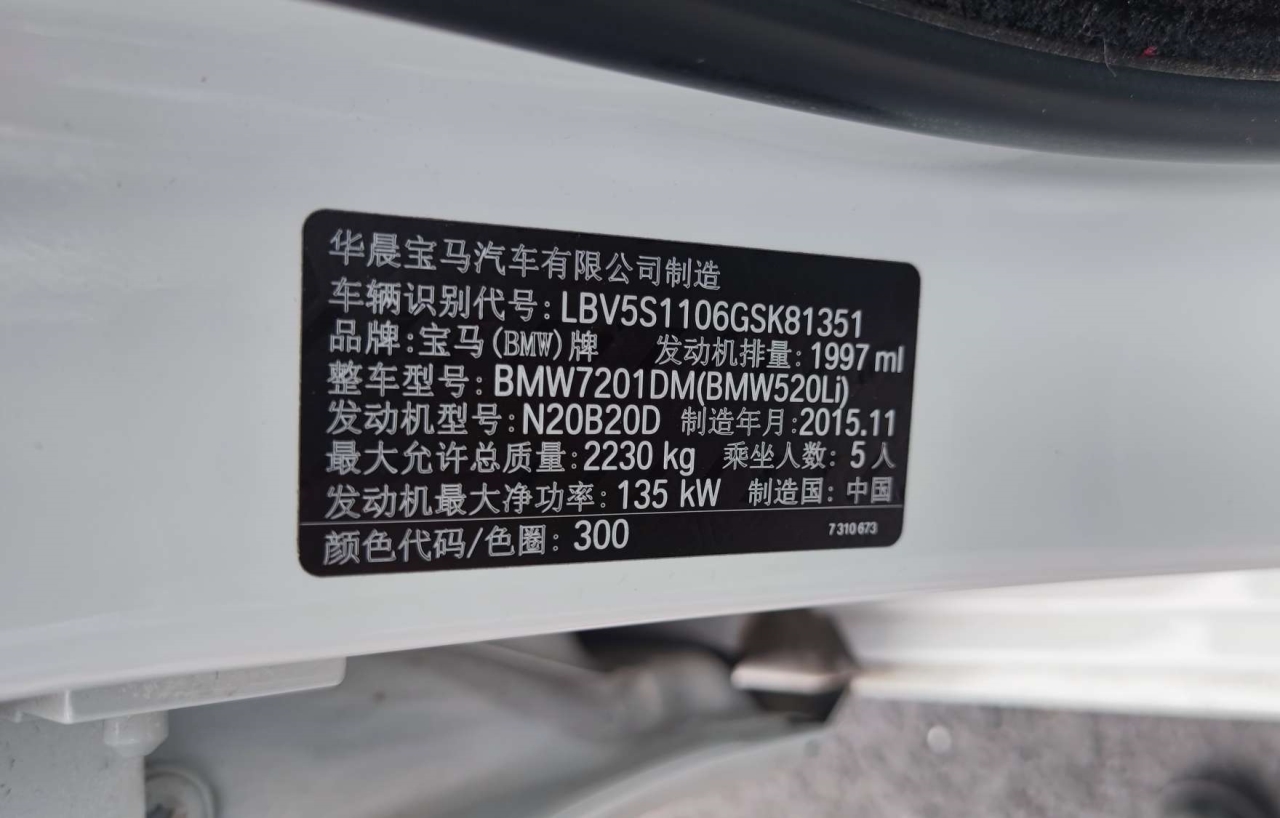 华晨宝马汽车有限公司制造
车辆识别代号: LBV5S1106GSK81351
品牌:宝马(BMW)牌 发动机排量: 1997 ml
整车型号: BMW7201DM(BMW520Li)
发动机型号: N20B20D 制造年月:2015.11
最大允许总质量: 2230 kg 乘坐人数: 5人
发动机最大净功率: 135 kW 制造国: 中国
颜色代码/色圈: 300 7 310 673